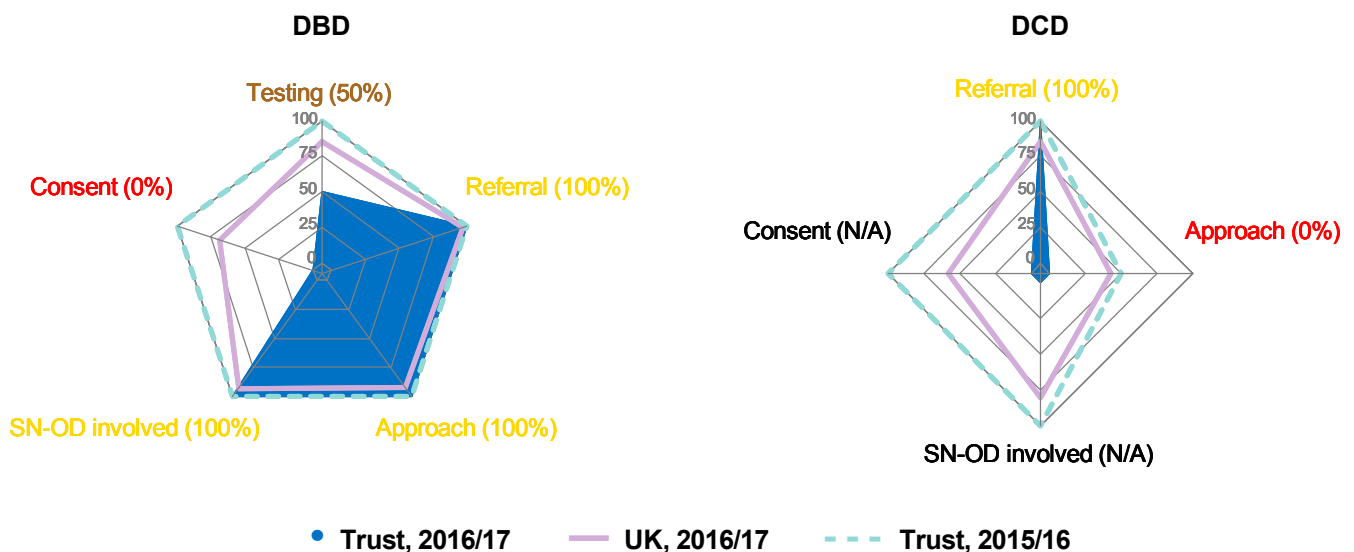 DBD
Testing (50%)
100
75
50
25
0
Consent (0%)
Referral (100%)
SN-OD involved (100%)
Approach (100%)
DCD
Referral (100%)
100
75
50
25
0
Consent (N/A)
Approach (0%)
SN-OD involved (N/A)
Trust, 2016/17
UK, 2016/17
Trust, 2015/16